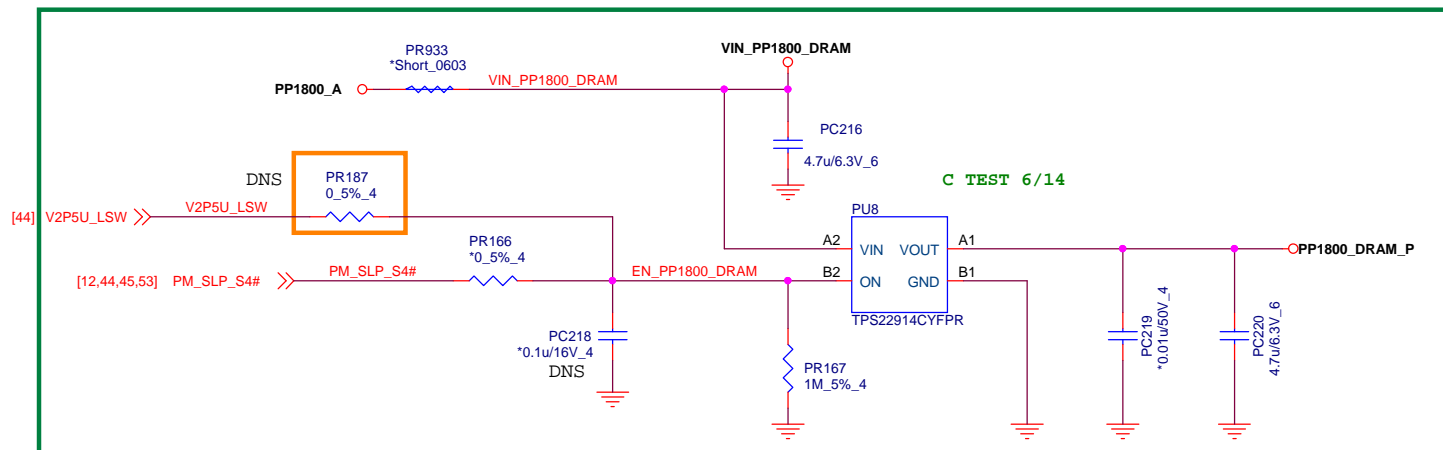 PR933
*Short_0603
VIN_PP1800_DRAM
PP1800_A
VIN_PP1800_DRAM
PC216
4.7u/6.3V_6
C TEST 6/14
DNS
PR187
0_5%_4
[44] V2P5U_LSW
V2P5U_LSW
PU8
PR166
*0_5%_4
A2
VIN
VOUT
A1
PP1800_DRAM_P
[12,44,45,53] PM_SLP_S4#
PM_SLP_S4#
EN_PP1800_DRAM
B2
ON
GND
B1
TPS22914CYFPR
PC218
*0.1u/16V_4
DNS
PR167
1M_5%_4
PC219
*0.01u/50V_4
PC220
4.7u/6.3V_6